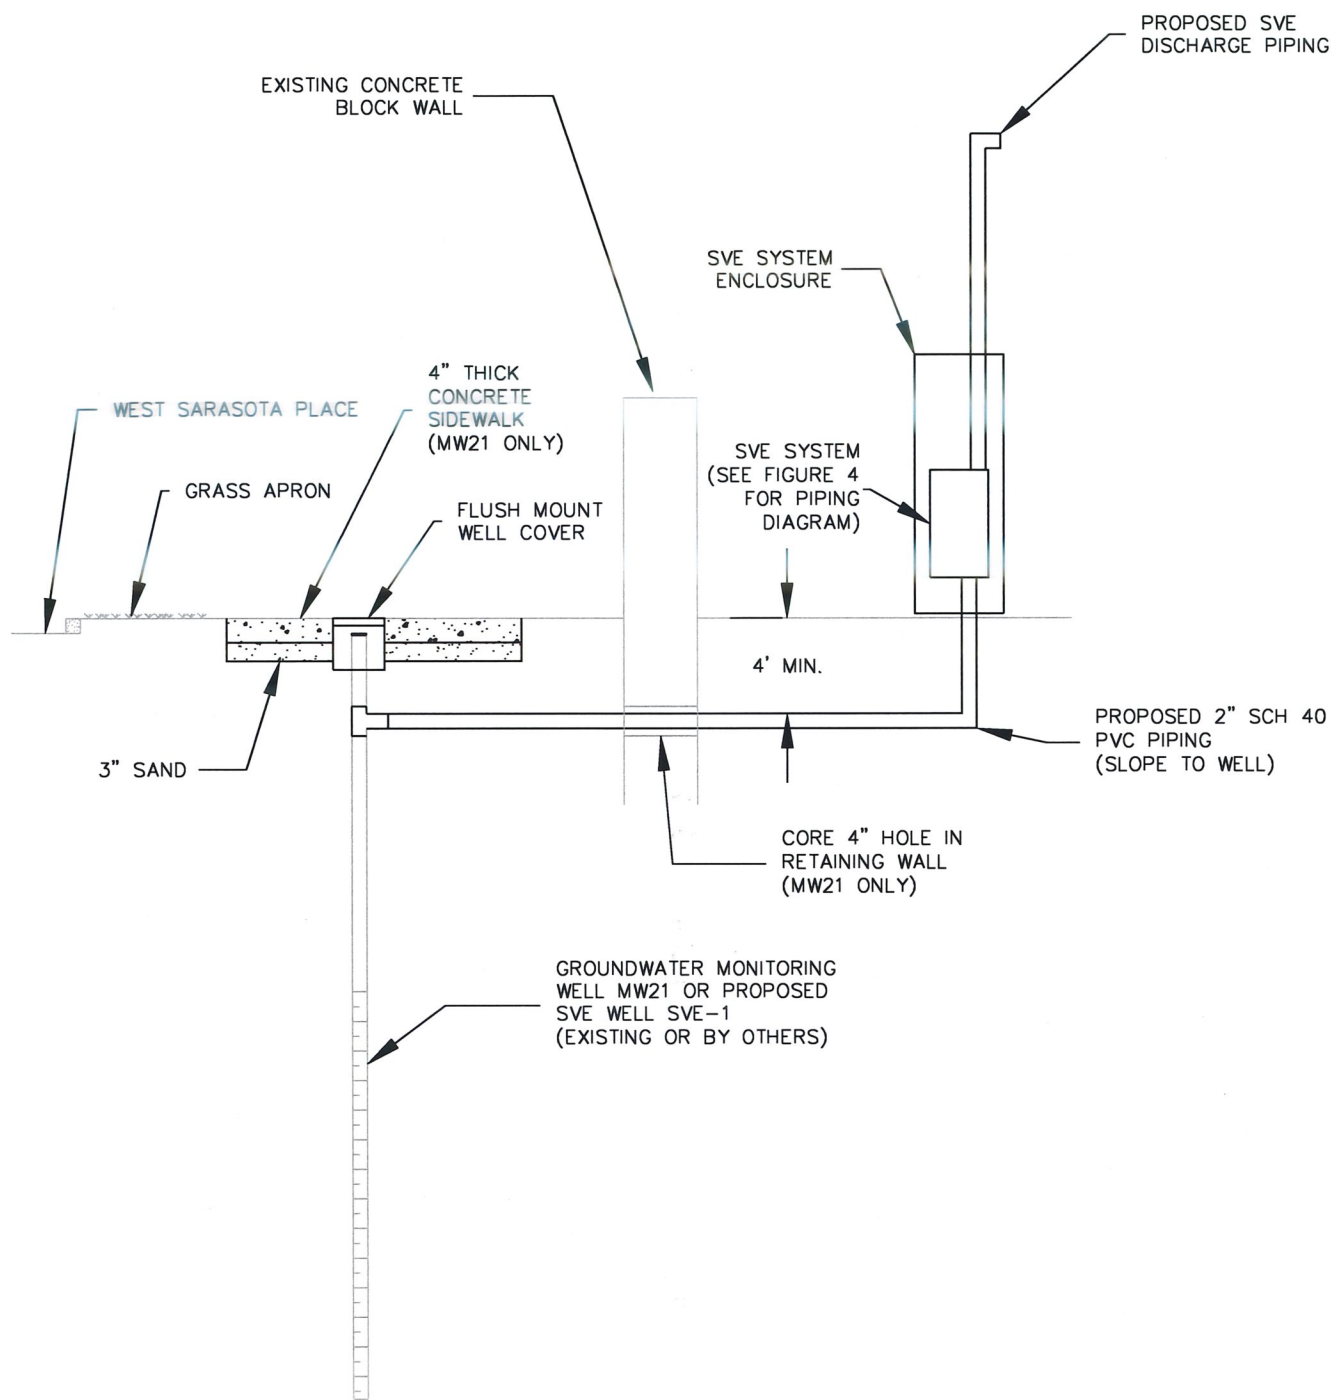 PROPOSED SVE
DISCHARGE PIPING
EXISTING CONCRETE
BLOCK WALL
SVE SYSTEM
ENCLOSURE
4" THICK
CONCRETE
SIDEWALK
(MW21 ONLY)
WEST SARASOTA PLACE
SVE SYSTEM
(SEE FIGURE 4
FOR PIPING
DIAGRAM)
GRASS APRON
FLUSH MOUNT
WELL COVER
4' MIN.
3" SAND
PROPOSED 2" SCH 40
PVC PIPING
(SLOPE TO WELL)
CORE 4" HOLE IN
RETAINING WALL
(MW21 ONLY)
GROUNDWATER MONITORING
WELL MW21 OR PROPOSED
SVE WELL SVE-1
(EXISTING OR BY OTHERS)